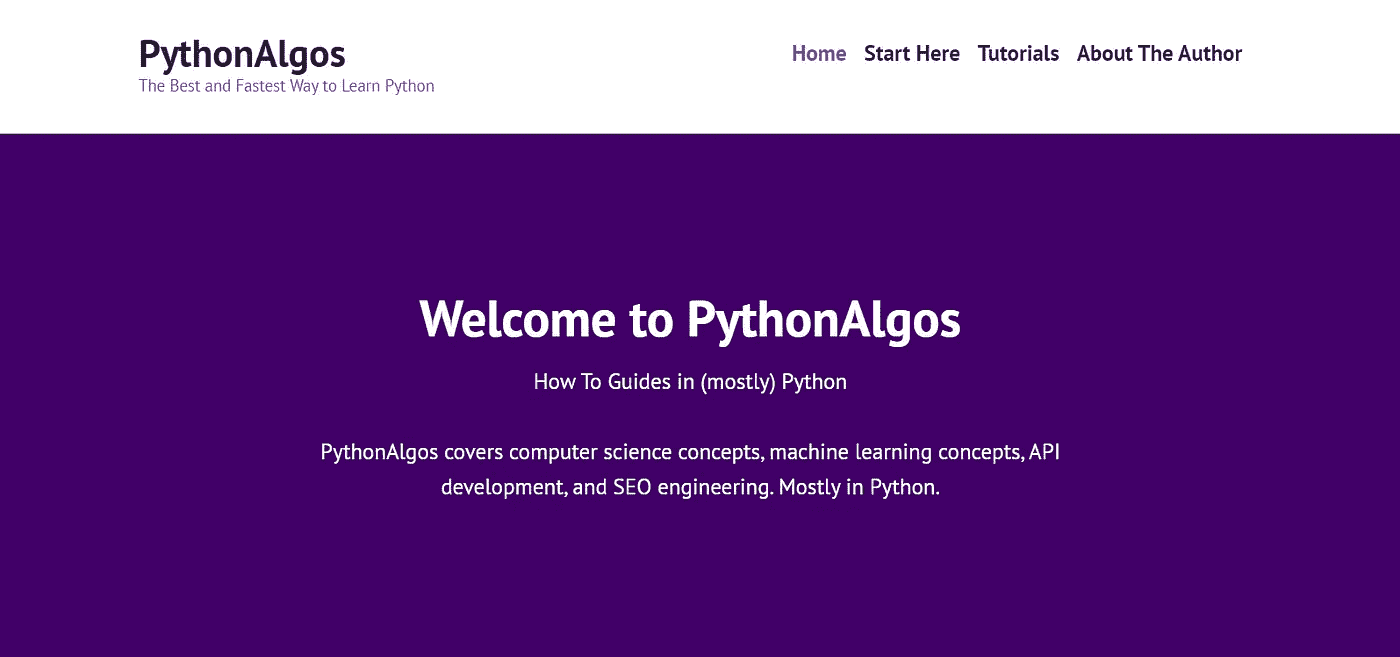 PythonAlgos
The Best and Fastest Way to Learn Python
Home Start Here Tutorials About The Author
Welcome to PythonAlgos
How To Guides in (mostly) Python
PythonAlgos covers computer science concepts, machine learning concepts, API
development, and SEO engineering. Mostly in Python.